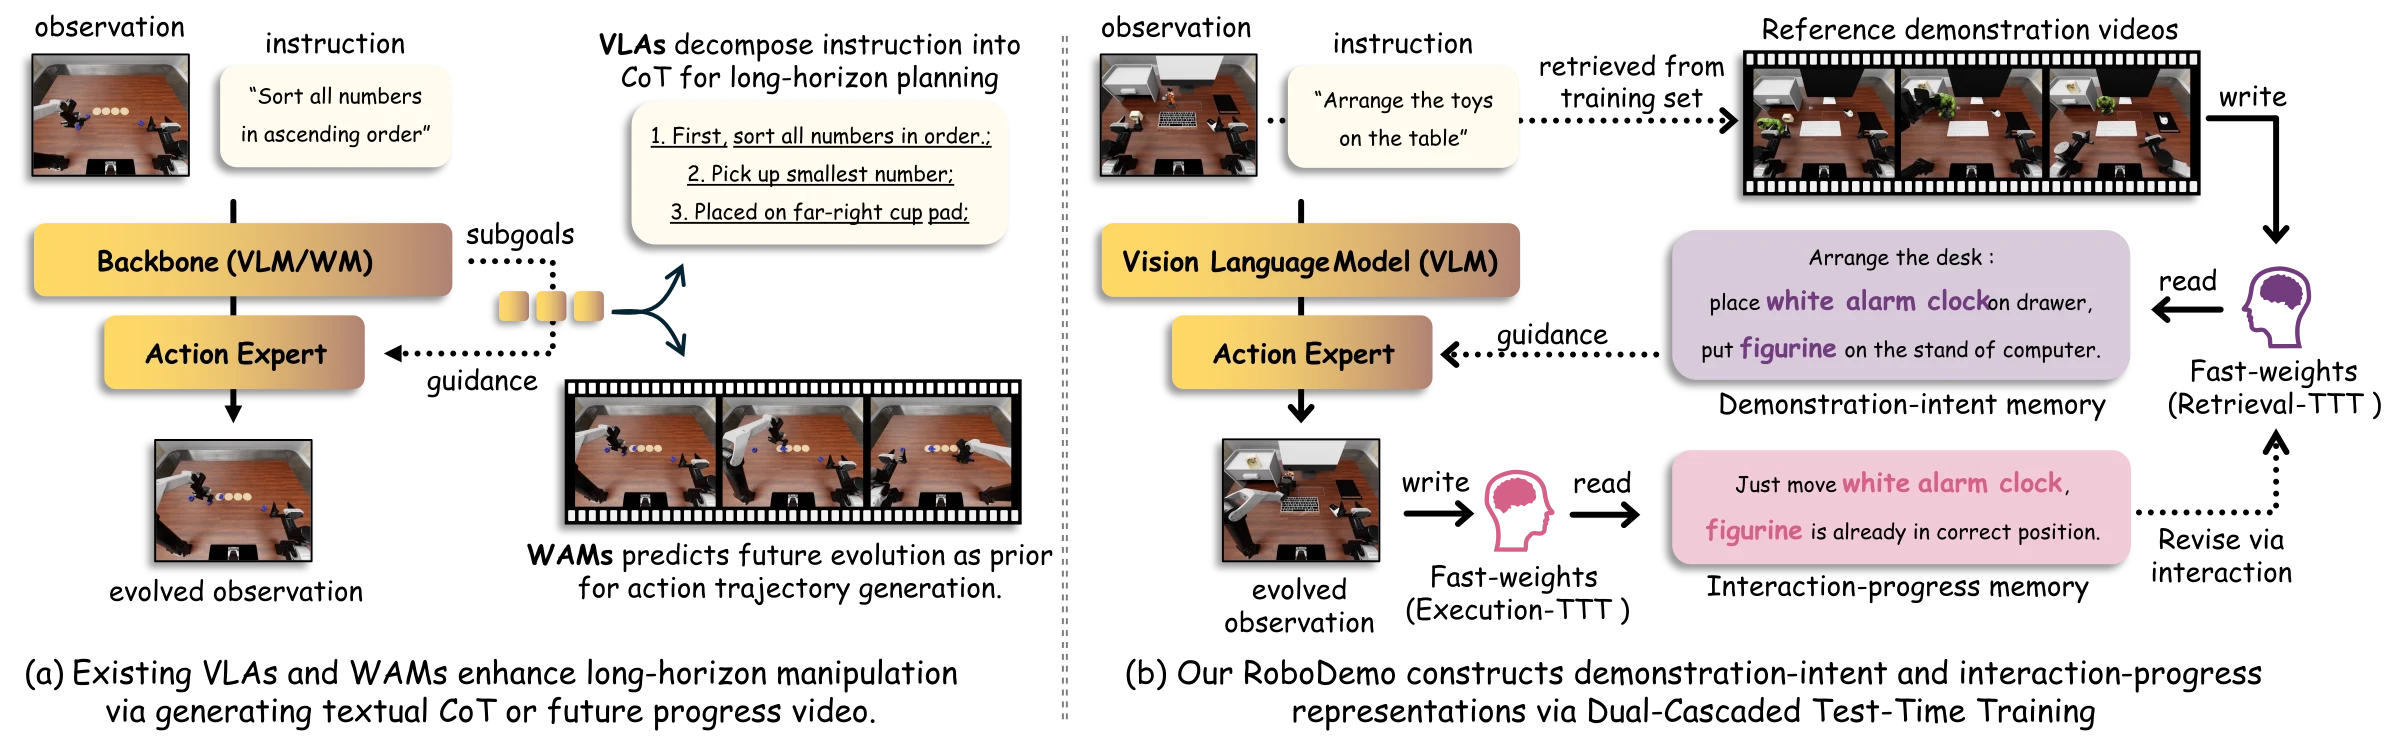 observation
instruction
“Sort all numbers
in ascending order”
VLAs decompose instruction into
CoT for long-horizon planning
1. First, sort all numbers in order.;
2. Pick up smallest number;
3. Placed on far-right cup pad;
Backbone (VLM/WM)
subgoals
Action Expert
guidance
evolved observation
WAMs predicts future evolution as prior
for action trajectory generation.
(a) Existing VLAs and WAMs enhance long-horizon manipulation
via generating textual CoT or future progress video.
observation
instruction
“Arrange the toys
on the table”
retrieved from
training set
Reference demonstration videos
write
Vision LanguageModel (VLM)
Action Expert
guidance
Arrange the desk :
place white alarm clockon drawer,
put figurine on the stand of computer.
Demonstration-intent memory
read
Fast-weights
(Retrieval-TTT )
evolved
observation
write
Fast-weights
(Execution-TTT )
read
Just move white alarm clock,
figurine is already in correct position.
Interaction-progress memory
Revise via
interaction
(b) Our RoboDemo constructs demonstration-intent and interaction-progress
representations via Dual-Cascaded Test-Time Training